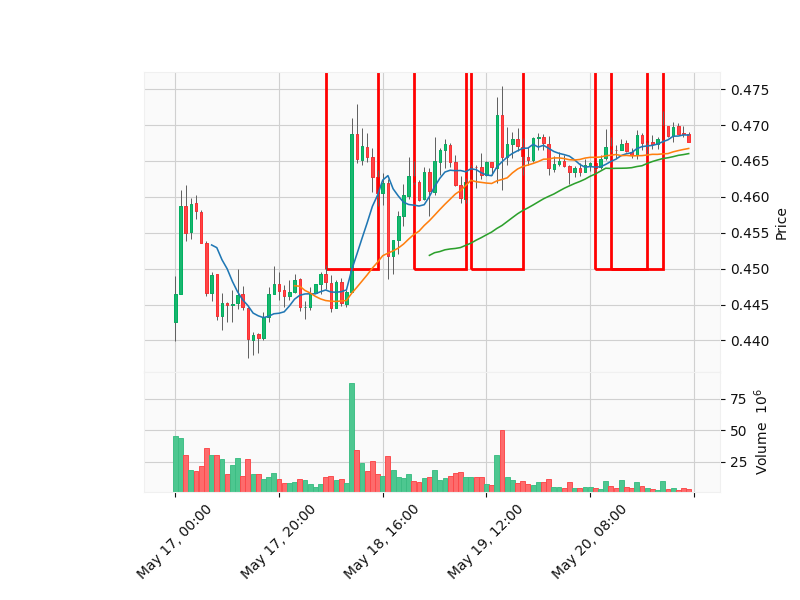 0.475
0.470
0.465
0.460
0.455
0.450
0.445
0.440
Price
75
50
25
Volume 10^6
May 17, 00:00
May 17, 20:00
May 18, 16:00
May 19, 12:00
May 20, 08:00